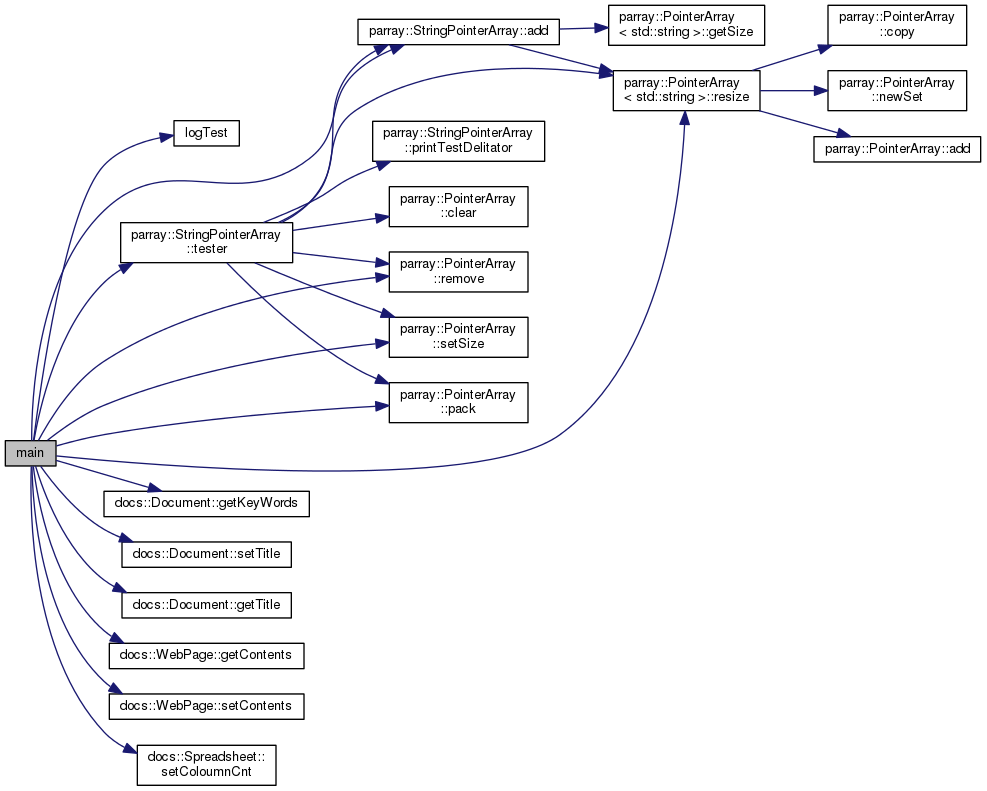 parray::PointerArray
< std::string >::getSize
parray::PointerArray
::copy
parray::StringPointerArray::add
parray::PointerArray
< std::string >::resize
parray::PointerArray
::newSet
logTest
parray::StringPointerArray
::printTestDelitator
parray::PointerArray::add
parray::PointerArray
::clear
parray::StringPointerArray
::tester
parray::PointerArray
::remove
parray::PointerArray
::setSize
parray::PointerArray
::pack
main
docs::Document::getKeyWords
docs::Document::setTitle
docs::Document::getTitle
docs::WebPage::getContents
docs::WebPage::setContents
docs::Spreadsheet::
setColoumnCnt